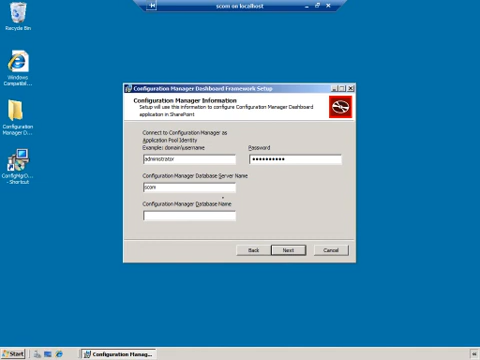 scom on localhost
Recycle Bin
Windows
Compatibil...
Configuration
Manager D...
ConfigMgrD...
- Shortcut
Configuration Manager Dashboard Framework Setup
Configuration Manager Information
Setup will use this information to configure Configuration Manager Dashboard
application in SharePoint
Connect to Configuration Manager as
Application Pool Identity
Example: domain\username
Password
administrator
••••••••••
Configuration Manager Database Server Name
scom
Configuration Manager Database Name
Back
Next
Cancel
Start
Configuration Manag...